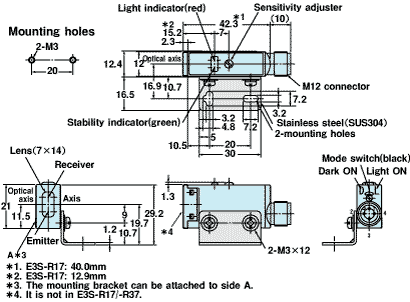 Light indicator(red)
*1
Sensitivity adjuster
*2
42.3
(10)
Mounting holes
15.2
7
2.3
2-M3
20
12.4
12
Optical axis
16.5
16.9
10.7
M12 connector
7.2
3.2
Stainless steel(SUS304)
2-mounting holes
Stability indicator(green)
3.2
4.8
7.2
5
10.5
20
30
Lens(7×14)
Receiver
Mode switch(black)
Dark ON
Light ON
1.3
21
Optical axis
11.5
Axis
9
1.2
10.7
19.7
29.2
Emitter
*4
2-M3×12
A*3
*1. E3S-R17: 40.0mm
*2. E3S-R17: 12.9mm
*3. The mounting bracket can be attached to side A.
*4. It is not in E3S-R17/-R37.